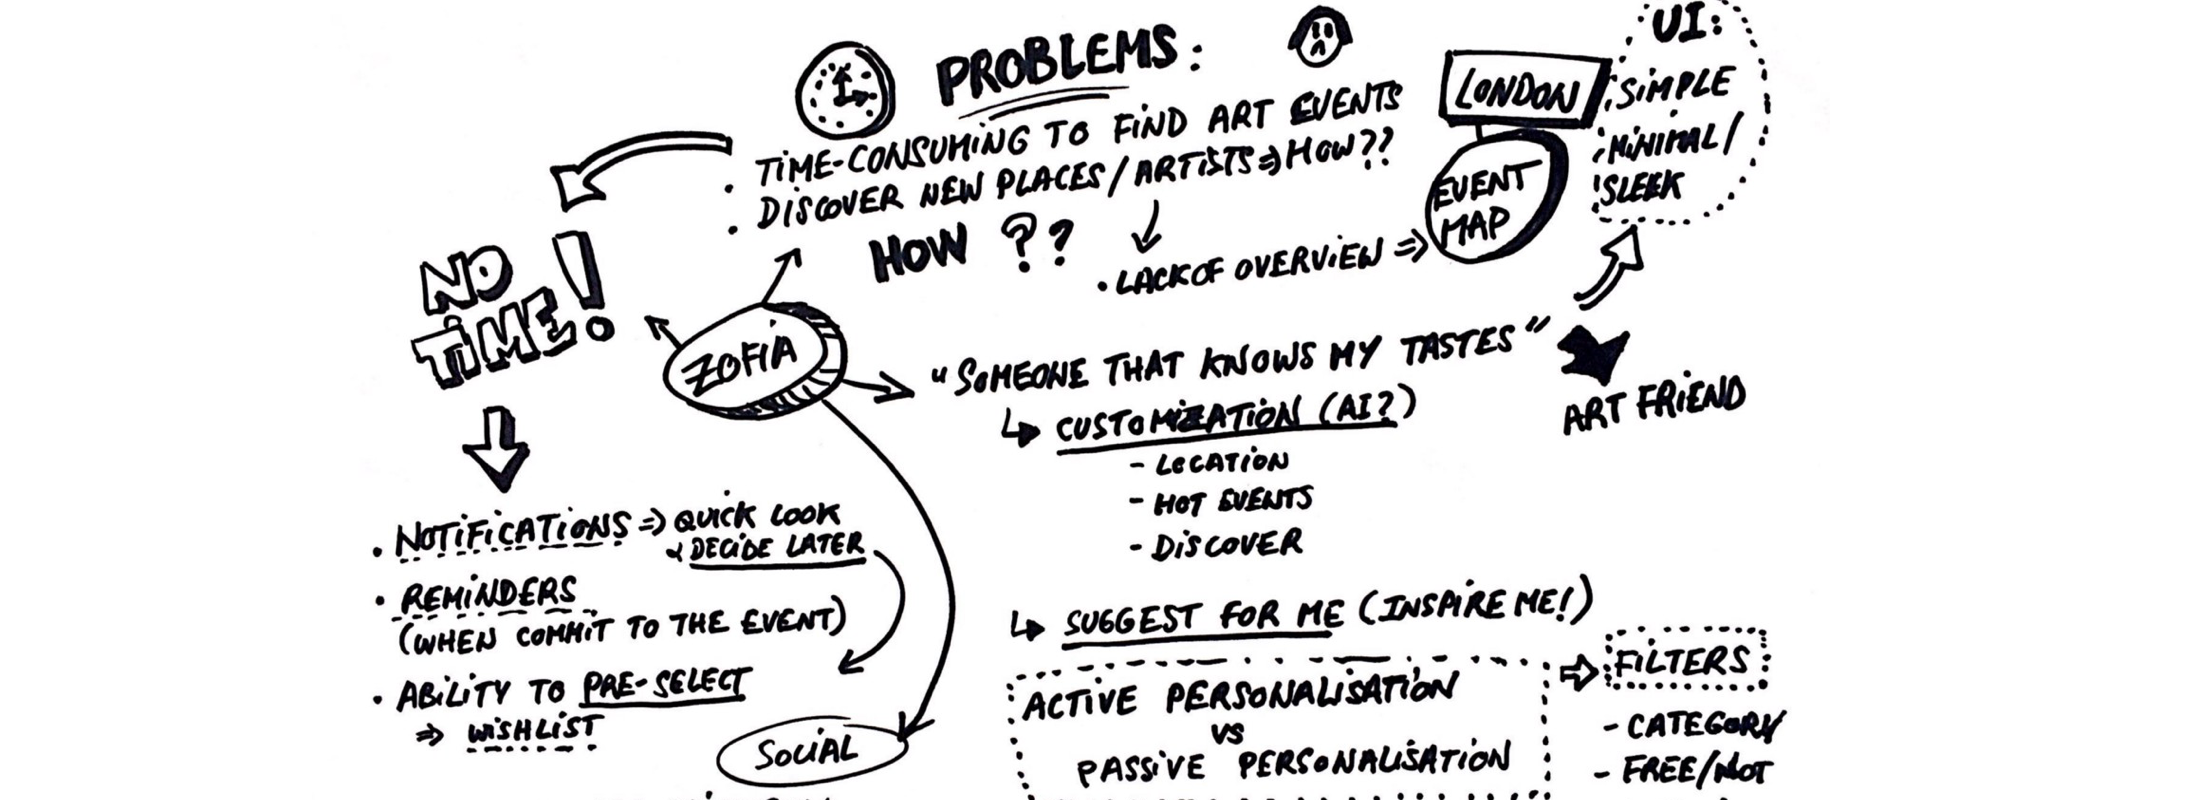 PROBLEMS:
• TIME-CONSUMING TO FIND ART EVENTS
• DISCOVER NEW PLACES/ARTISTS ⇒ HOW??
HOW ??
• LACK OF OVERVIEW ⇒
LONDON
EVENT
MAP
UI:
SIMPLE
MINIMAL/
SLEEK
NO
TIME!
ZOFIA
"SOMEONE THAT KNOWS MY TASTES"
ART FRIEND
CUSTOMIZATION (AI?)
- LOCATION
- HOT EVENTS
- DISCOVER
• NOTIFICATIONS ⇒ QUICK LOOK
& DECIDE LATER
• REMINDERS
(WHEN COMMIT TO THE EVENT)
• ABILITY TO PRE-SELECT
⇒ WISHLIST
SOCIAL
SUGGEST FOR ME (INSPIRE ME!)
ACTIVE PERSONALISATION
VS
PASSIVE PERSONALISATION
FILTERS
- CATEGORY
- FREE/NOT